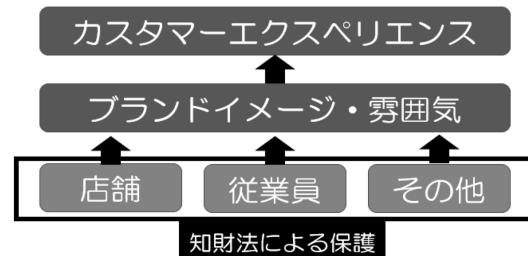 カスタマーエクスペリエンス
ブランドイメージ・雰囲気
店舗 従業員 その他
知財法による保護